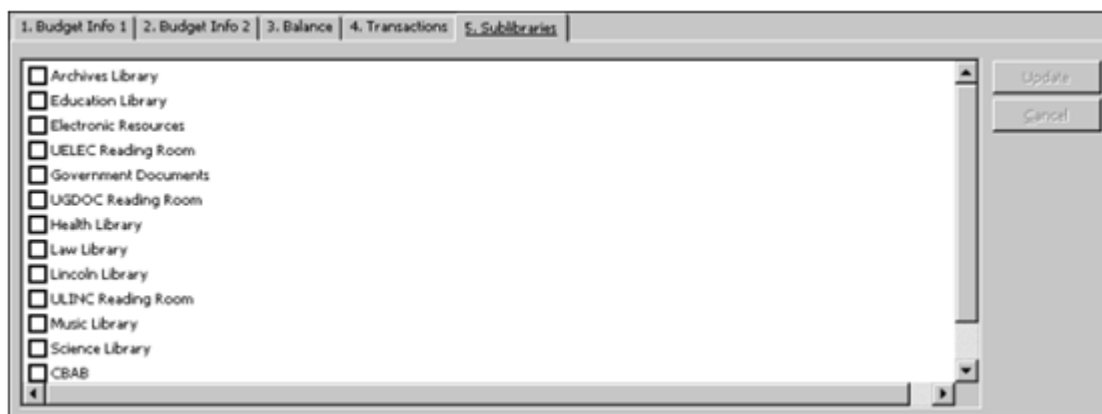 1. Budget Info 1 2. Budget Info 2 3. Balance 4. Transactions 5. Sublibraries
Archives Library
Education Library
Electronic Resources
UELEC Reading Room
Government Documents
UGDOC Reading Room
Health Library
Law Library
Lincoln Library
ULINC Reading Room
Music Library
Science Library
CBAB
Update
Cancel